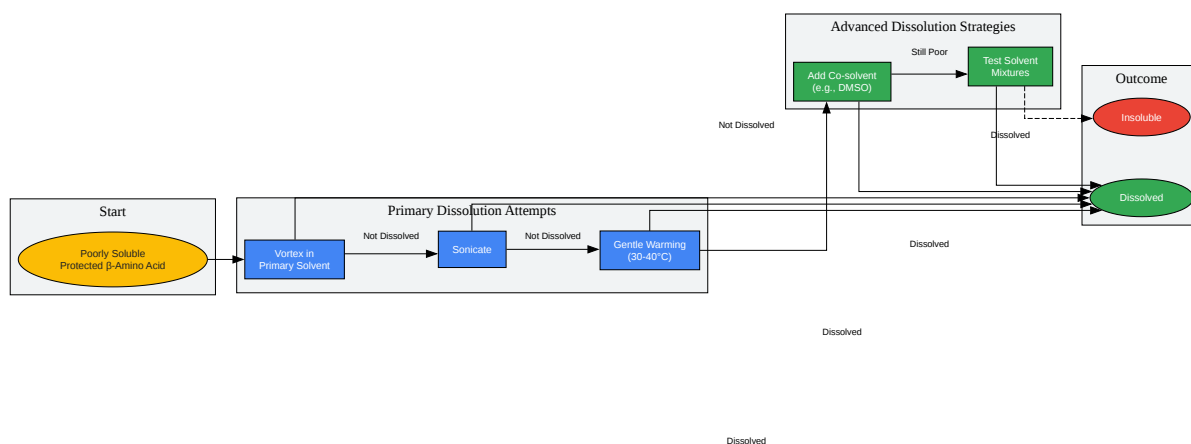 Advanced Dissolution Strategies
Still Poor
Test Solvent
Mixtures
Add Co-solvent
(e.g., DMSO)
Outcome
Insoluble
Not Dissolved
Dissolved
Dissolved
Start
Primary Dissolution Attempts
Poorly Soluble
Protected β-Amino Acid
Vortex in
Primary Solvent
Not Dissolved
Sonicate
Not Dissolved
Gentle Warming
(30-40°C)
Dissolved
Dissolved
Dissolved